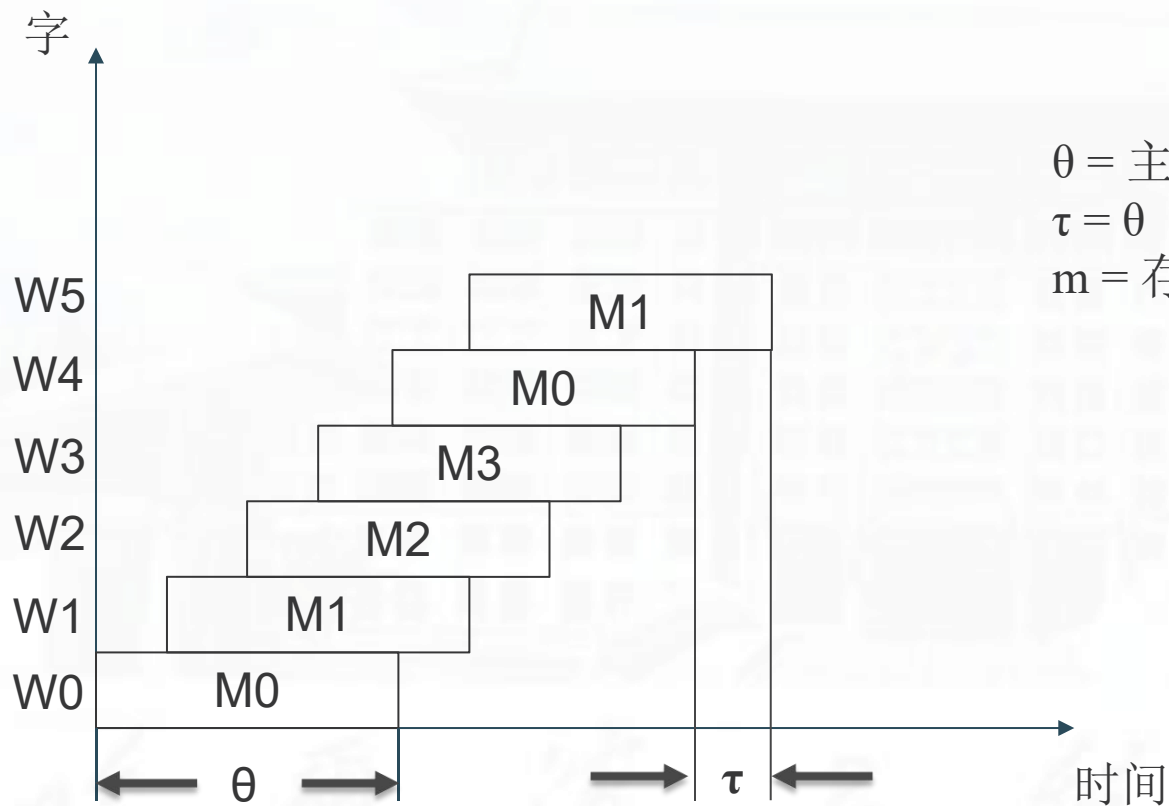 字
θ = 主
τ = θ
m = 存
W5 M1
W4 M0
W3 M3
W2 M2
W1 M1
W0 M0
θ τ
时间